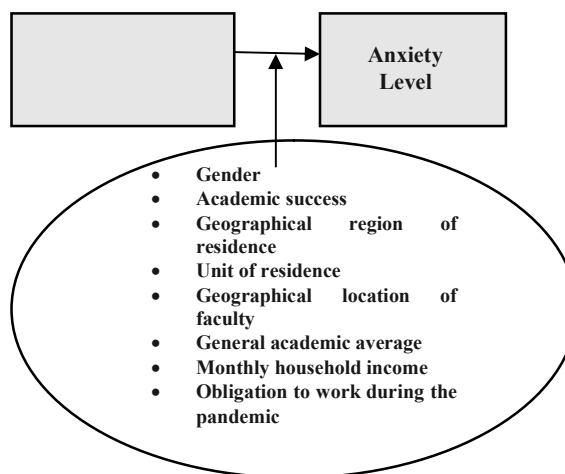 Anxiety
Level
• Gender
• Academic success
• Geographical region of
residence
• Unit of residence
• Geographical location of
faculty
• General academic average
• Monthly household income
• Obligation to work during the
pandemic